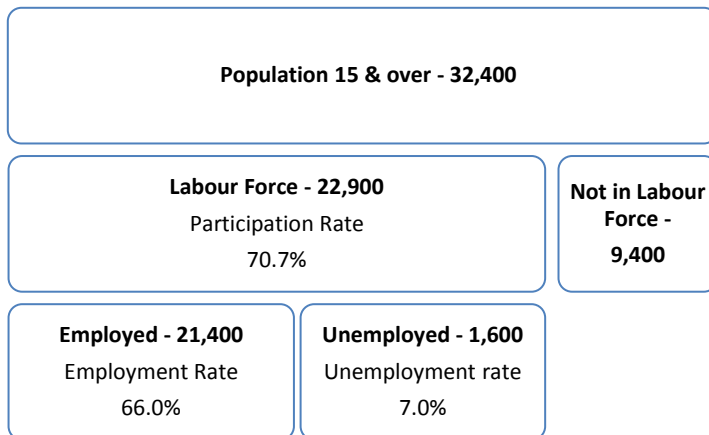 Population 15 & over - 32,400
Labour Force - 22,900
Participation Rate
70.7%
Not in Labour
Force -
9,400
Employed - 21,400
Employment Rate
66.0%
Unemployed - 1,600
Unemployment rate
7.0%